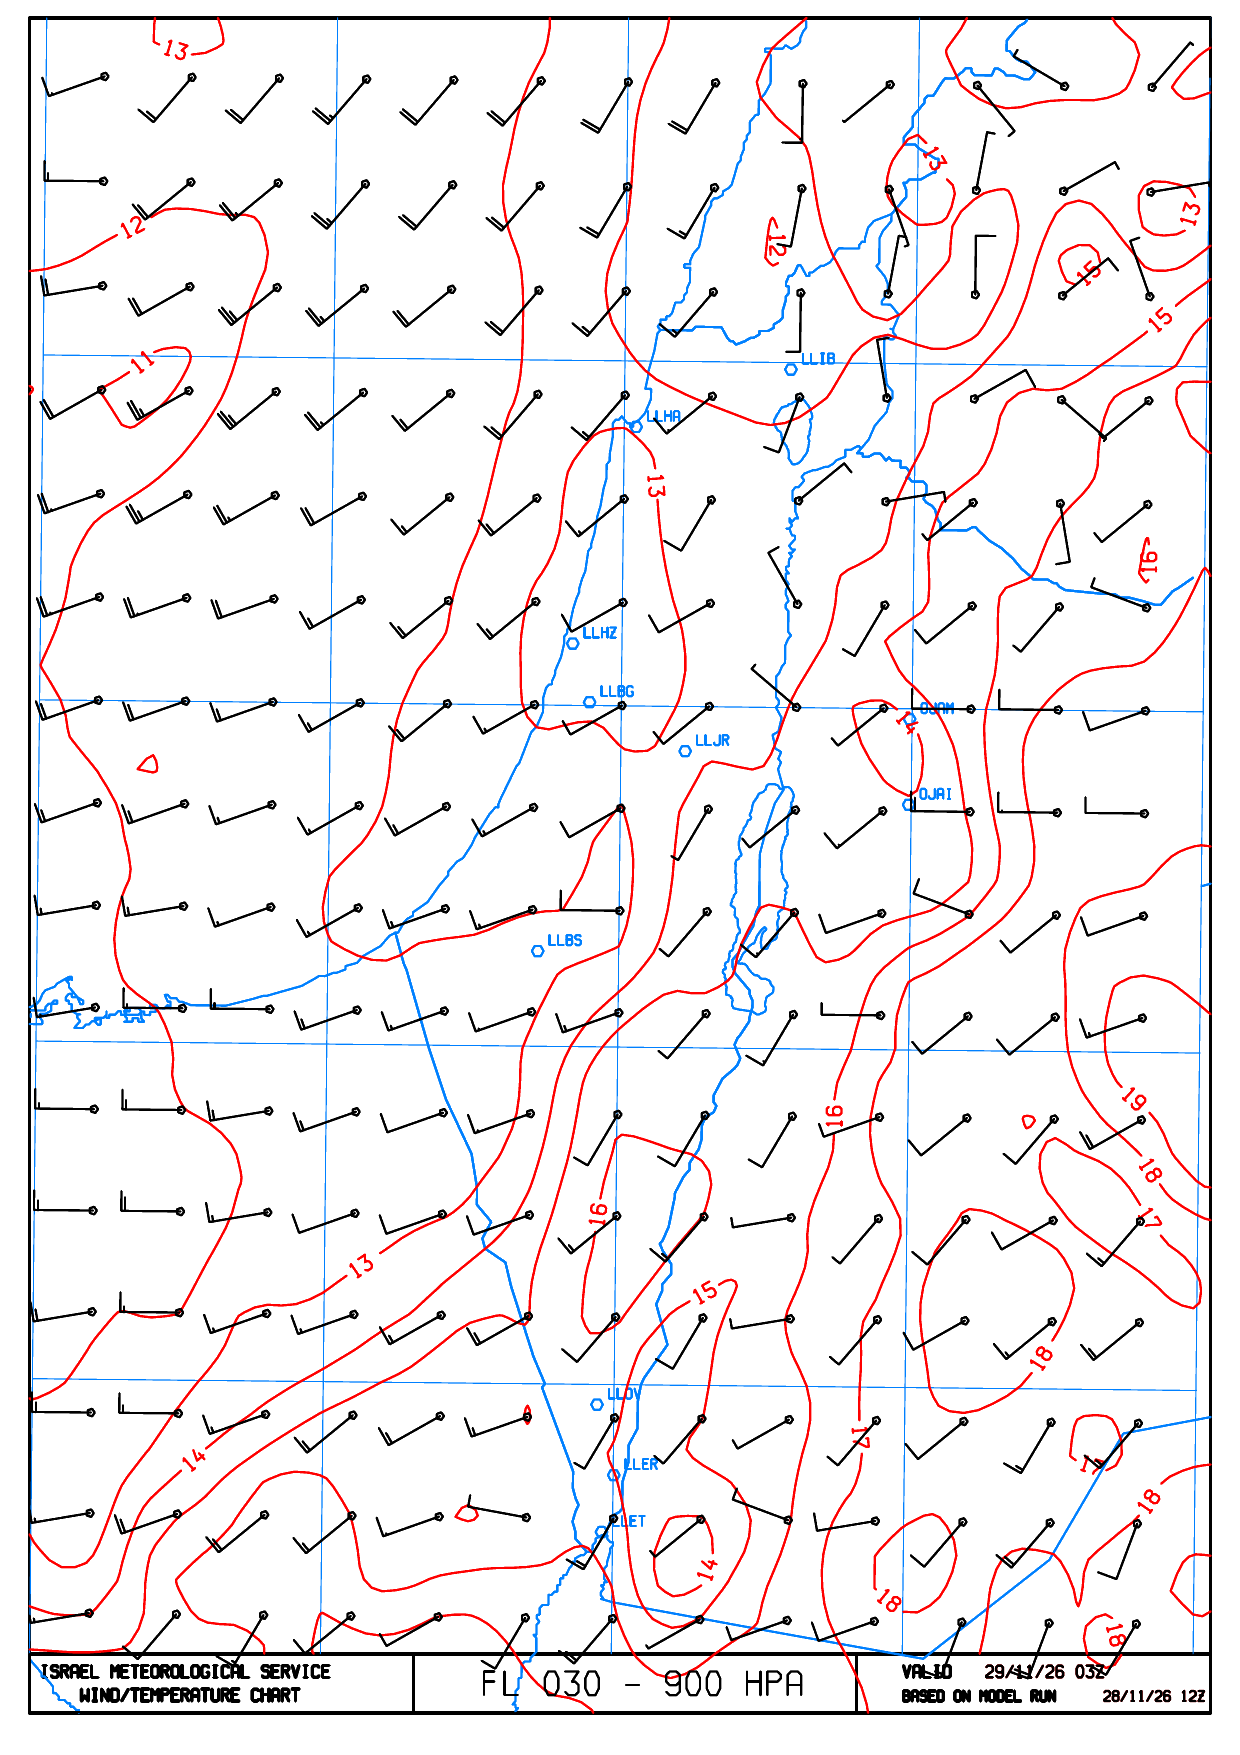 13
13
12
12
13
15
15
LLIB
11
LLHA
13
16
LLHZ
LLBG
OJAM
14
LLJR
OJAI
LLBS
19
16
18
16
17
13
15
18
LLOV
17
14
LLER
17
18
LLET
14
18
18
ISRAEL METEOROLOGICAL SERVICE
WIND/TEMPERATURE CHART
FL 030 - 900 HPA
VALID 29/11/26 03Z
BASED ON MODEL RUN 28/11/26 12Z